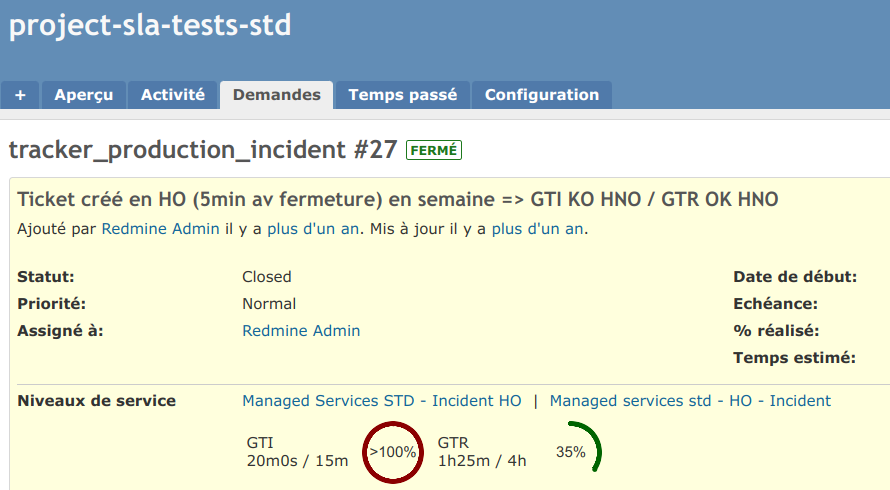 project-sla-tests-std
+ Aperçu Activité Demandes Temps passé Configuration
tracker_production_incident #27 FERMÉ
Ticket créé en HO (5min av fermeture) en semaine => GTI KO HNO / GTR OK HNO
Ajouté par Redmine Admin il y a plus d'un an. Mis à jour il y a plus d'un an.
Statut: Closed Date de début:
Priorité: Normal Echéance:
Assigné à: Redmine Admin % réalisé:
Temps estimé:
Niveaux de service Managed Services STD - Incident HO | Managed services std - HO - Incident
GTI GTR
20m0s / 15m >100% 1h25m / 4h 35%